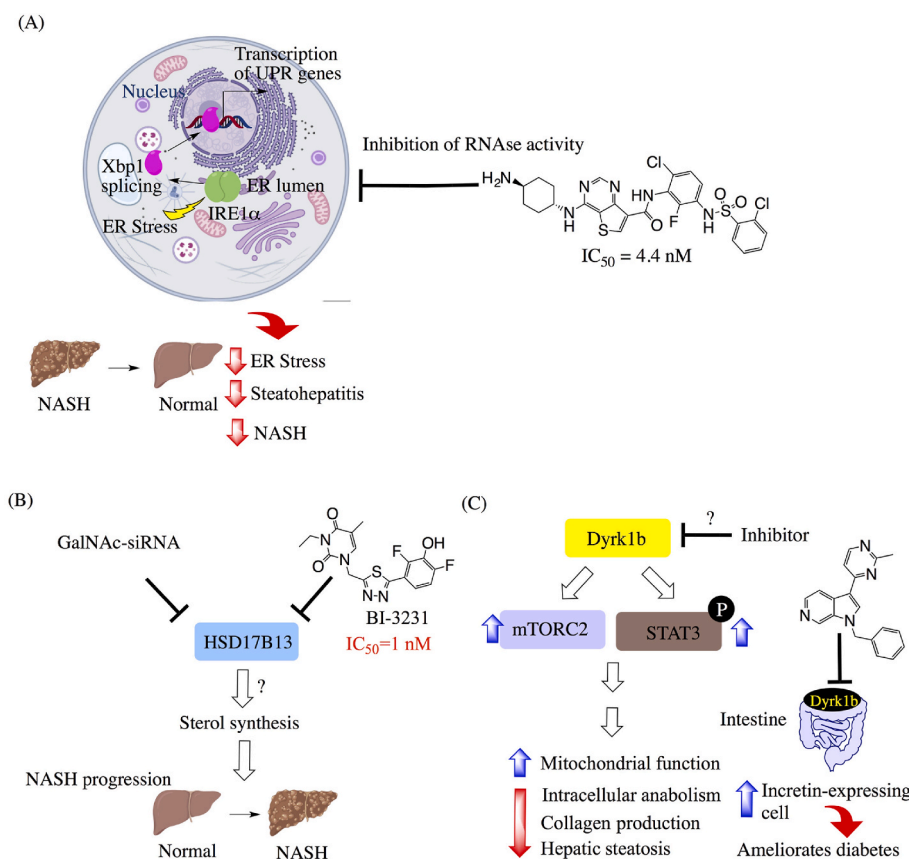 (A)
Transcription
of UPR genes
Nucleus
Xbp1
splicing
ER lumen
IRE1α
ER Stress
Inhibition of RNAse activity
H2N
NH
N
N
S
O
NH
Cl
F
NH
O
S
O
Cl
IC50 = 4.4 nM
NASH
Normal
ER Stress
Steatohepatitis
NASH
(B)
GalNAc-siRNA
O
N
O
N
S
N
N
F
OH
F
BI-3231
IC50=1 nM
HSD17B13
?
Sterol synthesis
NASH progression
Normal
NASH
(C)
Dyrk1b
?
Inhibitor
mTORC2
STAT3
P
Mitochondrial function
Intracellular anabolism
Collagen production
Hepatic steatosis
N
N
N
N
Dyrk1b
Intestine
Incretin-expressing
cell
Ameliorates diabetes